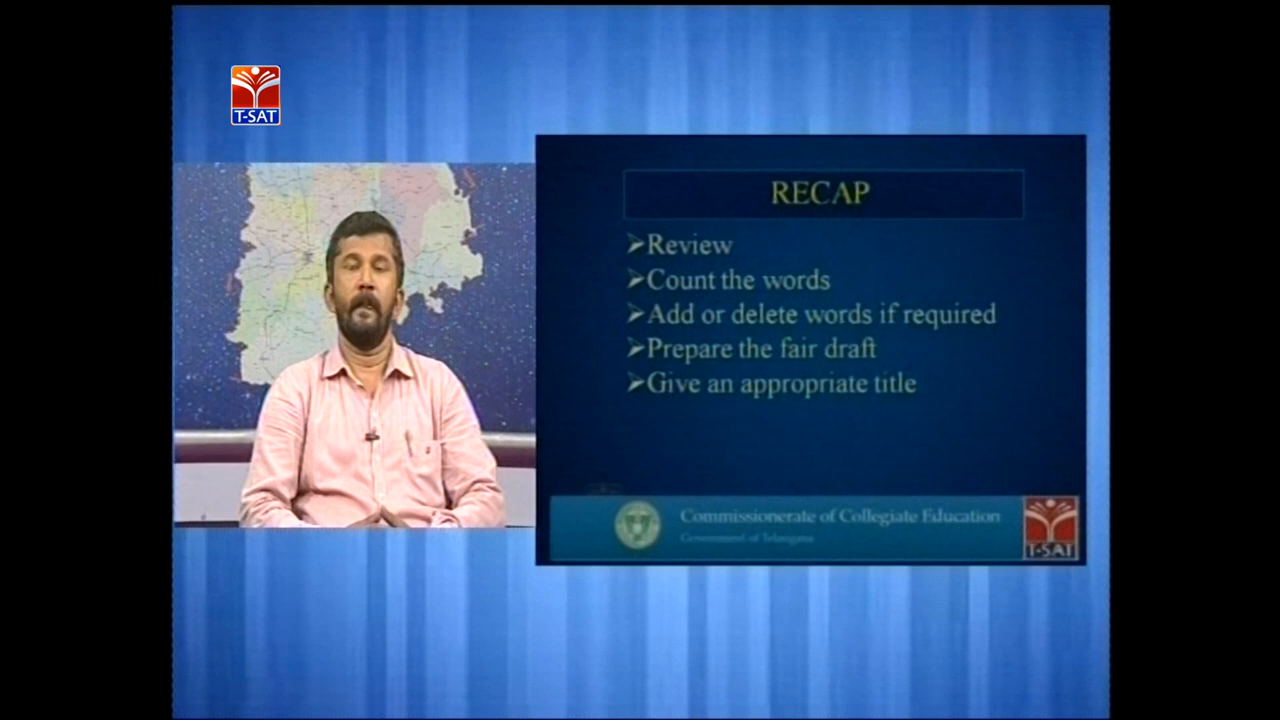 T-SAT
RECAP
➢Review
➢Count the words
➢Add or delete words if required
➢Prepare the fair draft
➢Give an appropriate title
Commissionerate of Collegiate Education
Government of Telangana
T-SAT